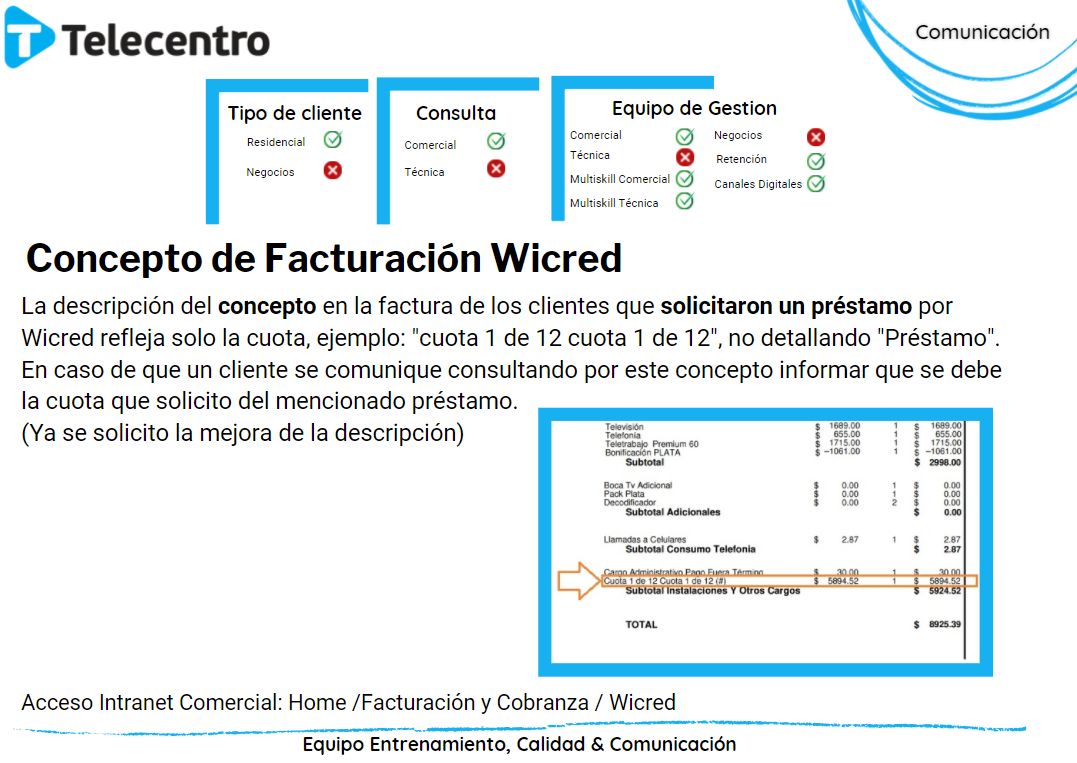 Telecentro
Comunicación
Tipo de cliente
Residencial
Negocios
Consulta
Comercial
Técnica
Equipo de Gestion
Comercial
Técnica
Multiskill Comercial
Multiskill Técnica
Negocios
Retención
Canales Digitales
Concepto de Facturación Wicred
La descripción del concepto en la factura de los clientes que solicitaron un préstamo por
Wicred refleja solo la cuota, ejemplo: "cuota 1 de 12 cuota 1 de 12", no detallando "Préstamo".
En caso de que un cliente se comunique consultando por este concepto informar que se debe
la cuota que solicito del mencionado préstamo.
(Ya se solicito la mejora de la descripción)
Televisión $ 1689.00 1 $ 1689.00
Telefonía $ 655.00 1 $ 655.00
Teletrabajo Premium 60 $ 1715.00 1 $ 1715.00
Bonificación PLATA $ −1061.00 1 $ −1061.00
Subtotal $ 2998.00
Boca Tv Adicional $ 0.00 1 $ 0.00
Pack Plata $ 0.00 1 $ 0.00
Decodificador $ 0.00 2 $ 0.00
Subtotal Adicionales $ 0.00
Llamadas a Celulares $ 2.87 1 $ 2.87
Subtotal Consumo Telefonía $ 2.87
Cargo Administrativo Pago Fuera Término $ 30.00 1 $ 30.00
Cuota 1 de 12 Cuota 1 de 12 (#) $ 5894.52 1 $ 5894.52
Subtotal Instalaciones Y Otros Cargos $ 5924.52
TOTAL $ 8925.39
Acceso Intranet Comercial: Home /Facturación y Cobranza / Wicred
Equipo Entrenamiento, Calidad & Comunicación